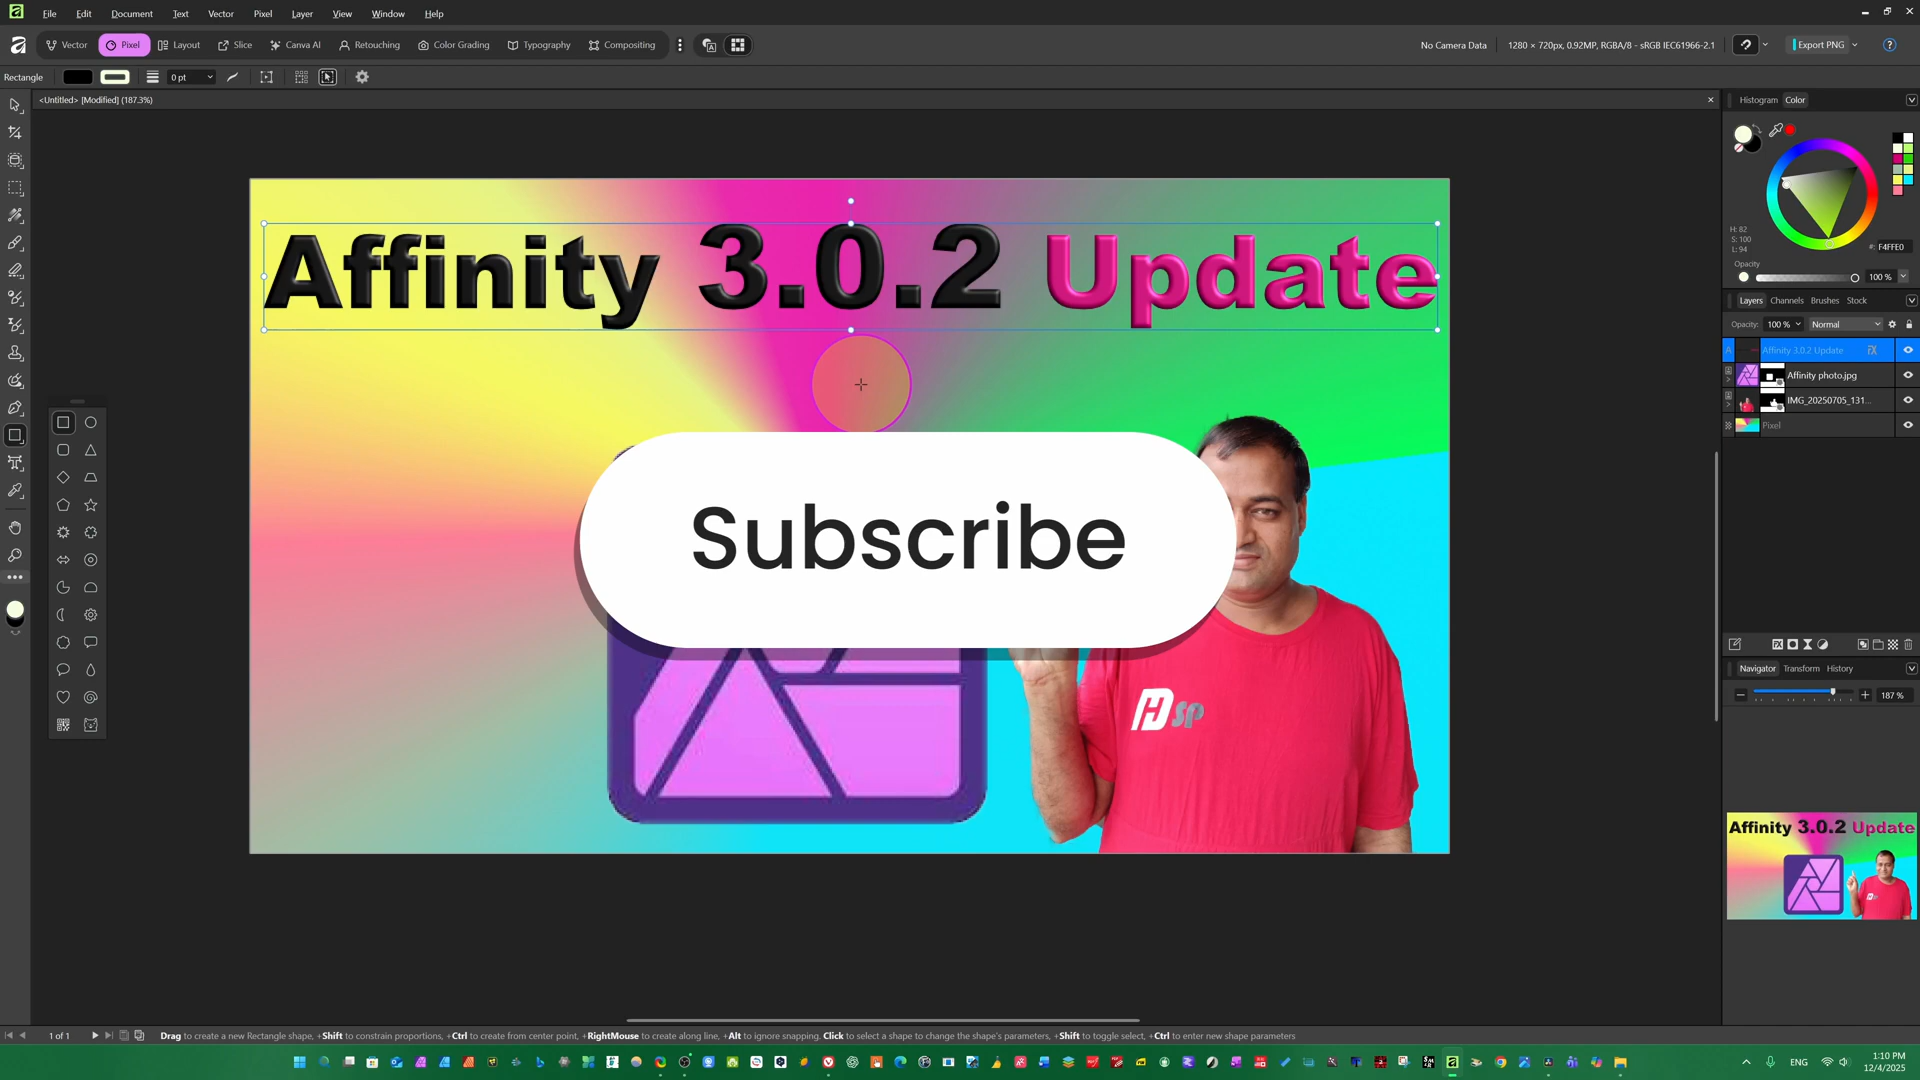 File Edit Document Text Vector Pixel Layer View Window Help
Vector Pixel Layout Slice Canva AI Retouching Color Grading Typography Compositing No Camera Data 1280 × 720px, 0.92MP, RGBA/8 - sRGB IEC61966-2.1 Export PNG
Rectangle 0 pt
<Untitled> [Modified] (187.3%)
Histogram Color
H: 82
S: 100
L: 94
#: F4FFE0
Opacity
100 %
Layers Channels Brushes Stock
Opacity: 100 % Normal
Affinity 3.0.2 Update
Affinity photo.jpg
IMG_20250705_131...
Pixel
Affinity 3.0.2 Update
Subscribe
HSP
Navigator Transform History
187 %
Affinity 3.0.2 Update
1 of 1 Drag to create a new Rectangle shape, +Shift to constrain proportions, +Ctrl to create from center point, +RightMouse to create along line, +Alt to ignore snapping. Click to select a shape to change the shape's parameters, +Shift to toggle select, +Ctrl to enter new shape parameters
ENG 1:10 PM
12/4/2025